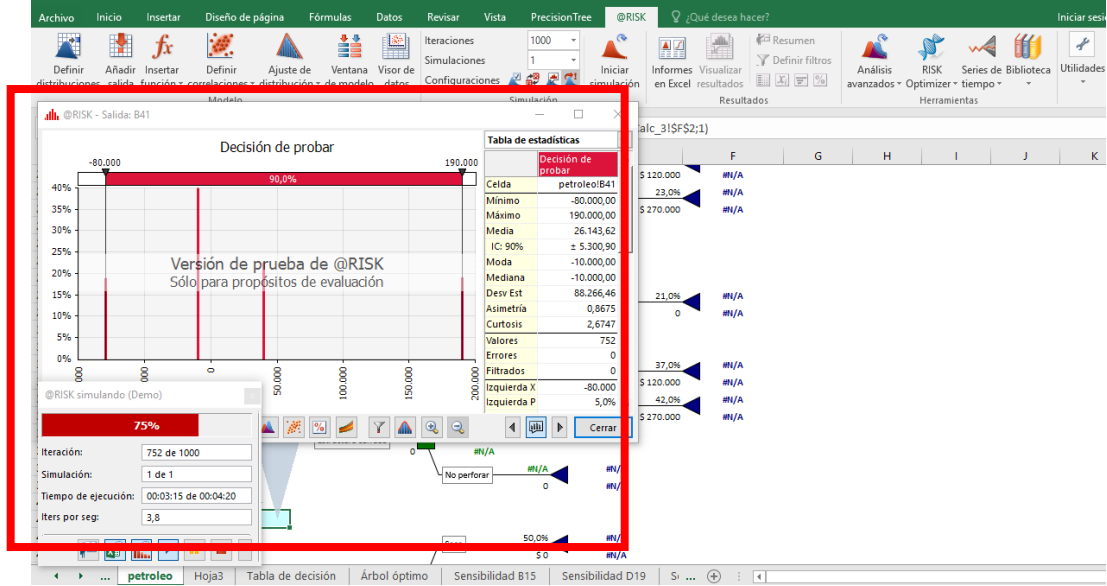 Archivo Inicio Insertar Diseño de página Fórmulas Datos Revisar Vista PrecisionTree @RISK ¿Qué desea hacer? Iniciar sesi
Iteraciones 1000
Simulaciones 1
Configuraciones
Definir distribuciones
Añadir salida
Insertar función
Definir correlaciones
Ajuste de distribución
Ventana de modelo
Visor de datos
Iniciar simulación
Informes en Excel
Visualizar resultados
Resumen
Definir filtros
Análisis avanzados
RISK Optimizer
Series de tiempo
Biblioteca
Utilidades
Modelo Simulación Resultados Herramientas
@RISK - Salida: B41
alc_3!$F$2;1)
F G H I J K
Decisión de probar
-80.000 190.000
90,0%
40%
35%
30%
25%
20%
15%
10%
5%
0%
Versión de prueba de @RISK
Sólo para propósitos de evaluación
0 50.000 100.000 150.000 200.000
Tabla de estadísticas
Decisión de probar
Celda petroleo!B41
Mínimo -80.000,00
Máximo 190.000,00
Media 26.143,62
IC: 90% ± 5.300,90
Moda -10.000,00
Mediana -10.000,00
Desv Est 88.266,46
Asimetría 0,8675
Curtosis 2,6747
Valores 752
Errores 0
Filtrados 0
Izquierda X -80.000
Izquierda P 5,0%
Cerrar
$ 120.000 #N/A
23,0% #N/A
$ 270.000 #N/A
21,0% #N/A
0 #N/A
37,0% #N/A
$ 120.000 #N/A
42,0% #N/A
$ 270.000 #N/A
@RISK simulando (Demo)
75%
Iteración: 752 de 1000
Simulación: 1 de 1
Tiempo de ejecución: 00:03:15 de 00:04:20
Iters por seg: 3,8
0 #N/A
No perforar #N/A #N/
0 #N/
50,0% #N/
$ 0 #N/A
... petroleo Hoja3 Tabla de decisión Árbol óptimo Sensibilidad B15 Sensibilidad D19 S ...